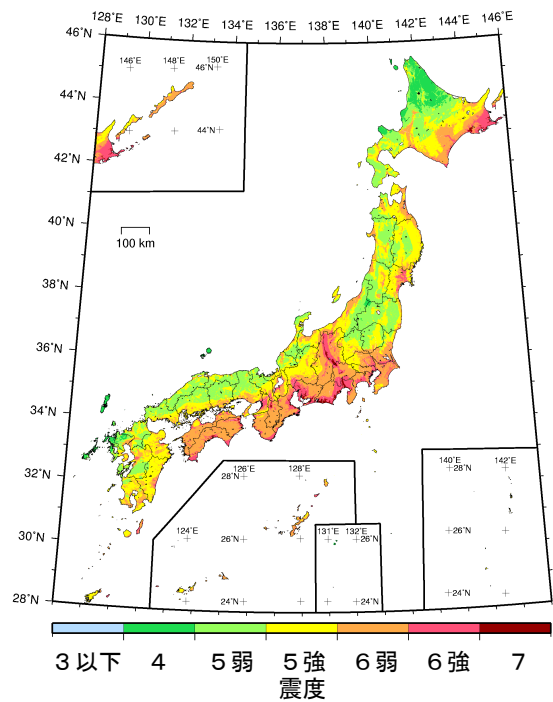 128°E 130°E 132°E 134°E 136°E 138°E 140°E 142°E 144°E 146°E
46°N
146°E 148°E 150°E
46°N
44°N
44°N
42°N
40°N
100 km
38°N
36°N
34°N
32°N
126°E 128°E
28°N
140°E 142°E
28°N
30°N
124°E
26°N
131°E 132°E
26°N
26°N
28°N
24°N
24°N
24°N
3以下 4 5弱 5強 6弱 6強 7
震度